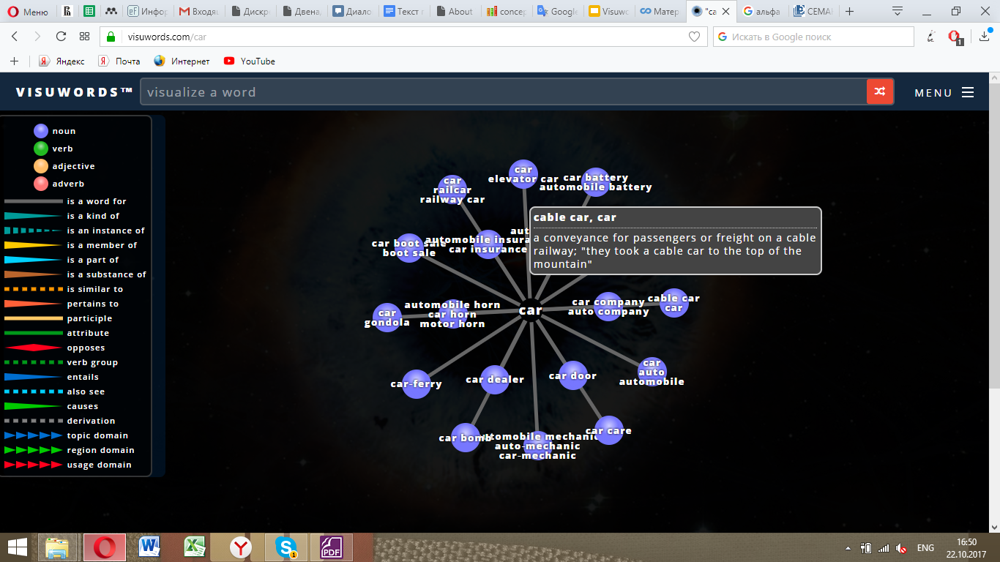 Меню
Инфор
Входящ
Дискре
Двена
Диало
Текст п
About
concep
Google
Visuwo
Матер
"ca
альфа
СЕМА
visuwords.com/car
Искать в Google поиск
1
Яндекс
Почта
Интернет
YouTube
VISUWORDS™
visualize a word
MENU
noun
verb
adjective
adverb
is a word for
is a kind of
is an instance of
is a member of
is a part of
is a substance of
is similar to
pertains to
participle
attribute
opposes
verb group
entails
also see
causes
derivation
topic domain
region domain
usage domain
car
elevator car
car battery
automobile battery
car
railcar
railway car
cable car, car
a conveyance for passengers or freight on a cable
railway; "they took a cable car to the top of the
mountain"
car boot sale
boot sale
automobile insura
car insurance
aut
automobile horn
car horn
motor horn
car
gondola
car
car company
auto company
cable car
car
car
auto
automobile
car-ferry
car dealer
car door
car bomb
automobile mechanic
auto-mechanic
car-mechanic
car care
W
X
Y
S
1
PDF
ENG
16:50
22.10.2017